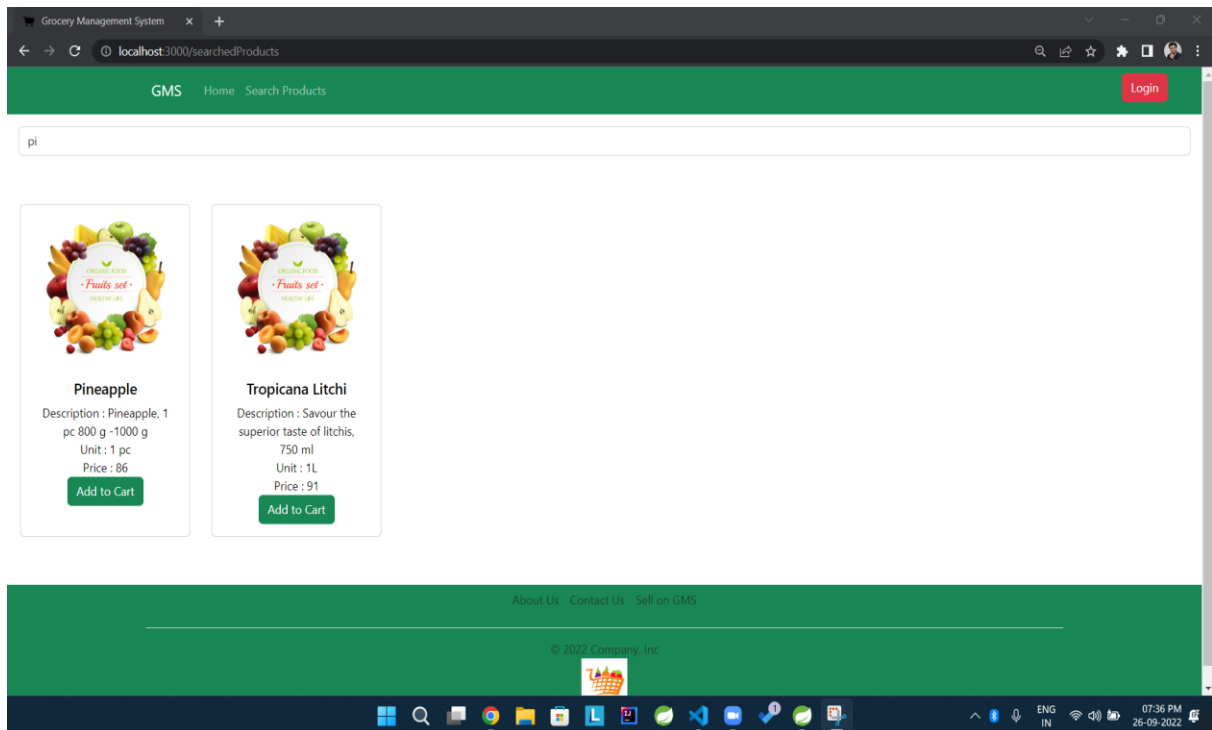 Grocery Management System
localhost:3000/searchedProducts
GMS Home Search Products Login
pi
ORGANIC FOOD
Fruits set
HEALTHY LIFE
ORGANIC FOOD
Fruits set
HEALTHY LIFE
Pineapple
Description : Pineapple, 1
pc 800 g -1000 g
Unit : 1 pc
Price : 86
Add to Cart
Tropicana Litchi
Description : Savour the
superior taste of litchis,
750 ml
Unit : 1L
Price : 91
Add to Cart
About Us Contact Us Sell on GMS
© 2022 Company, Inc
L
IJ
1
ENG
IN
07:36 PM
26-09-2022